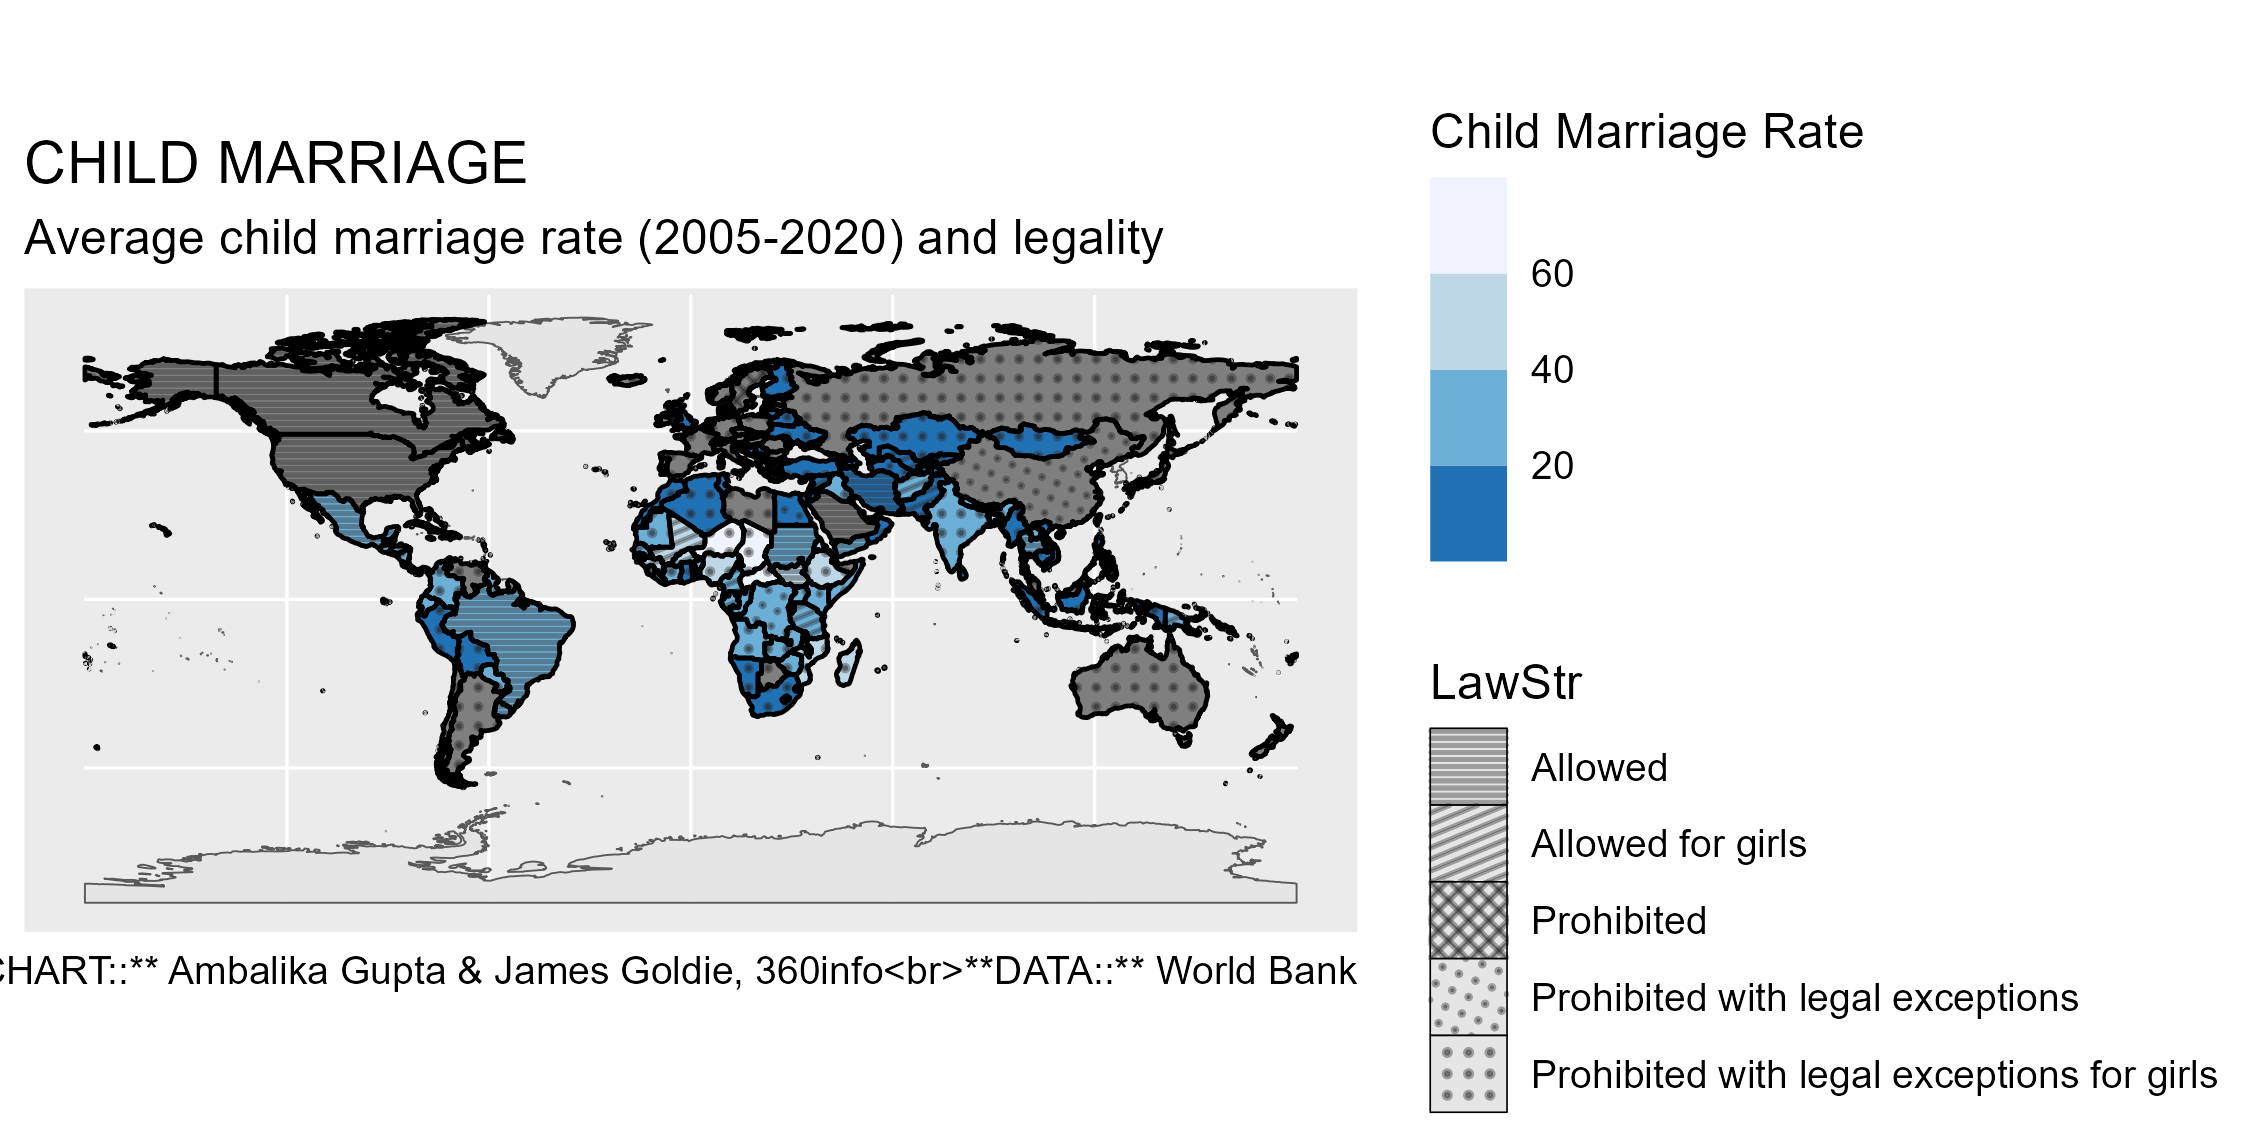 CHILD MARRIAGE
Average child marriage rate (2005-2020) and legality
CHART::** Ambalika Gupta & James Goldie, 360info<br>**DATA::** World Bank
Child Marriage Rate
60
40
20
LawStr
Allowed
Allowed for girls
Prohibited
Prohibited with legal exceptions
Prohibited with legal exceptions for girls